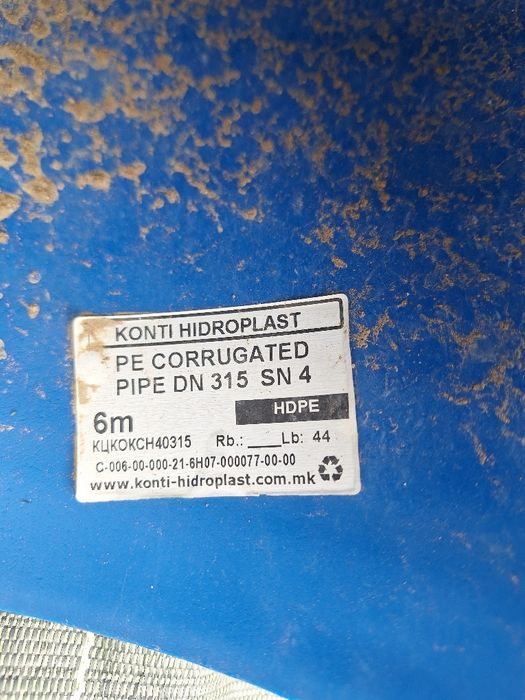 KONTI HIDROPLAST
PE CORRUGATED
PIPE DN 315 SN 4
6m HDPE
КЦКОКСН40315 Rb.: ___Lb: 44
C-006-00-000-21-6H07-000077-00-00
www.konti-hidroplast.com.mk